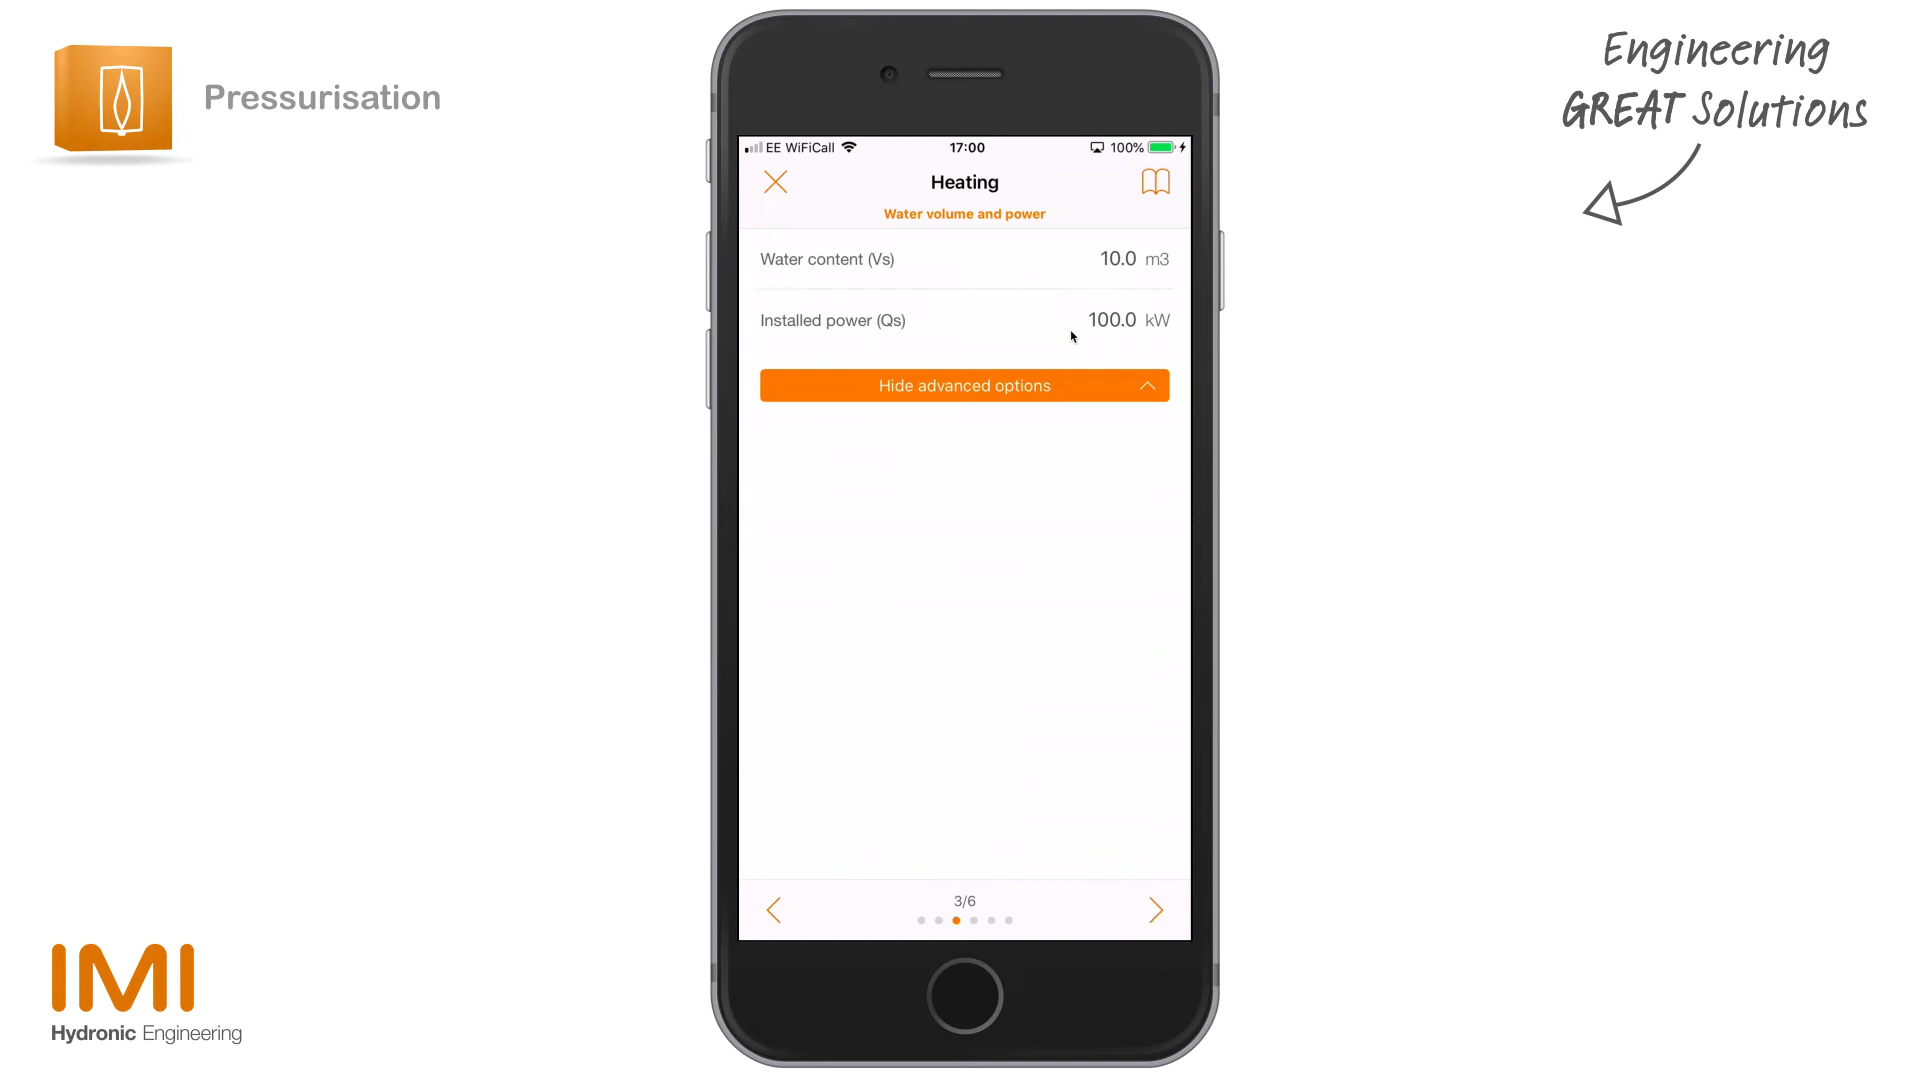 Pressurisation
Engineering
GREAT Solutions
EE WiFiCall 17:00 100%
Heating
Water volume and power
Water content (Vs) 10.0 m3
Installed power (Qs) 100.0 kW
Hide advanced options
3/6
IMI
Hydronic Engineering